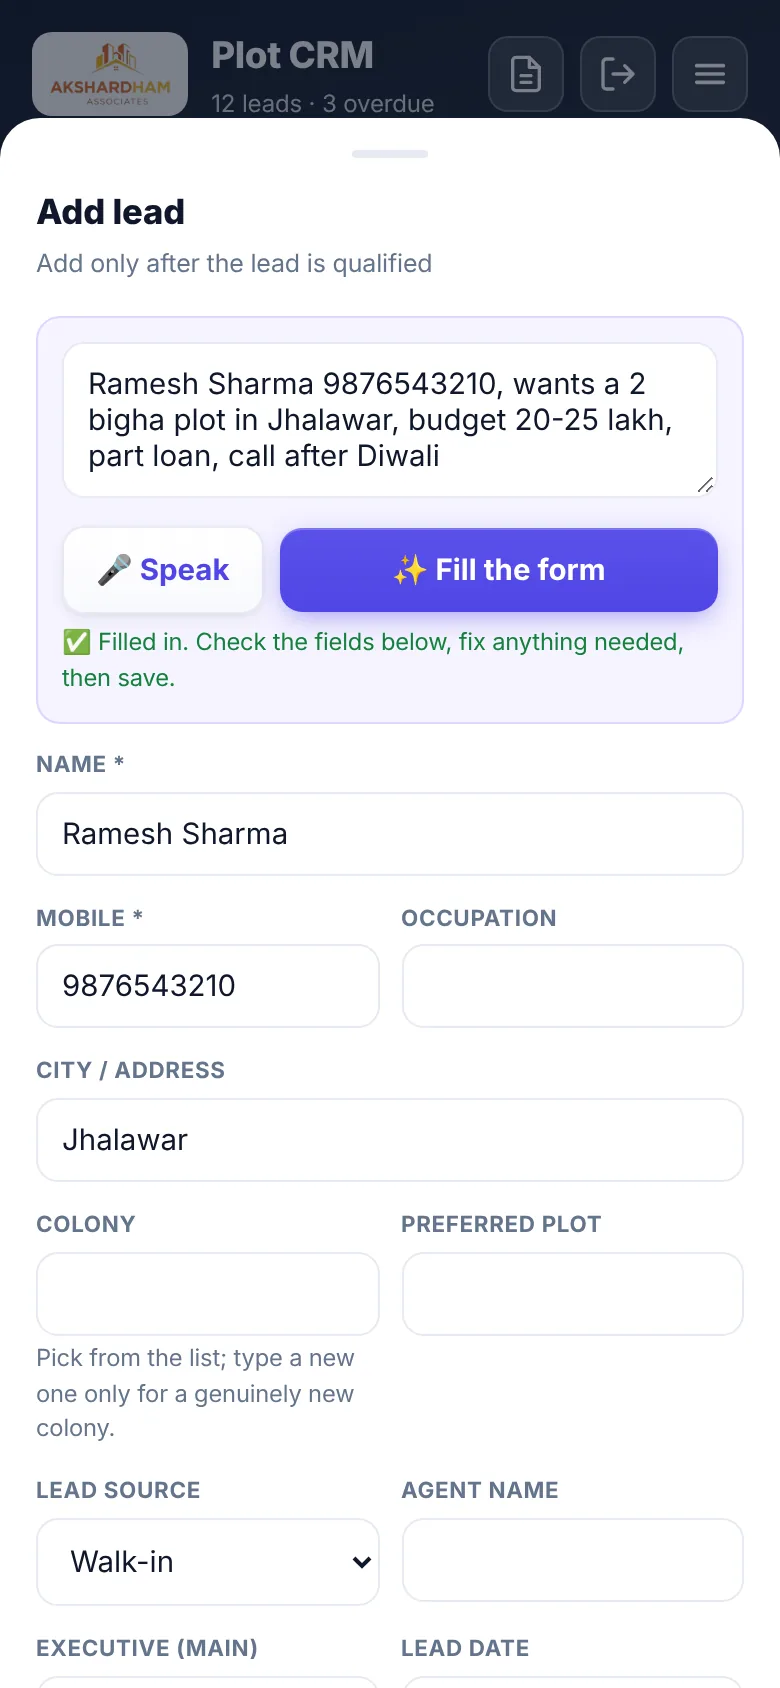 AKSHARDHAM
ASSOCIATES
Plot CRM
12 leads · 3 overdue
Add lead
Add only after the lead is qualified
Ramesh Sharma 9876543210, wants a 2
bigha plot in Jhalawar, budget 20-25 lakh,
part loan, call after Diwali
🎤 Speak
✨ Fill the form
✅ Filled in. Check the fields below, fix anything needed,
then save.
NAME *
Ramesh Sharma
MOBILE *
OCCUPATION
9876543210
CITY / ADDRESS
Jhalawar
COLONY
PREFERRED PLOT
Pick from the list; type a new
one only for a genuinely new
colony.
LEAD SOURCE
AGENT NAME
Walk-in
EXECUTIVE (MAIN)
LEAD DATE